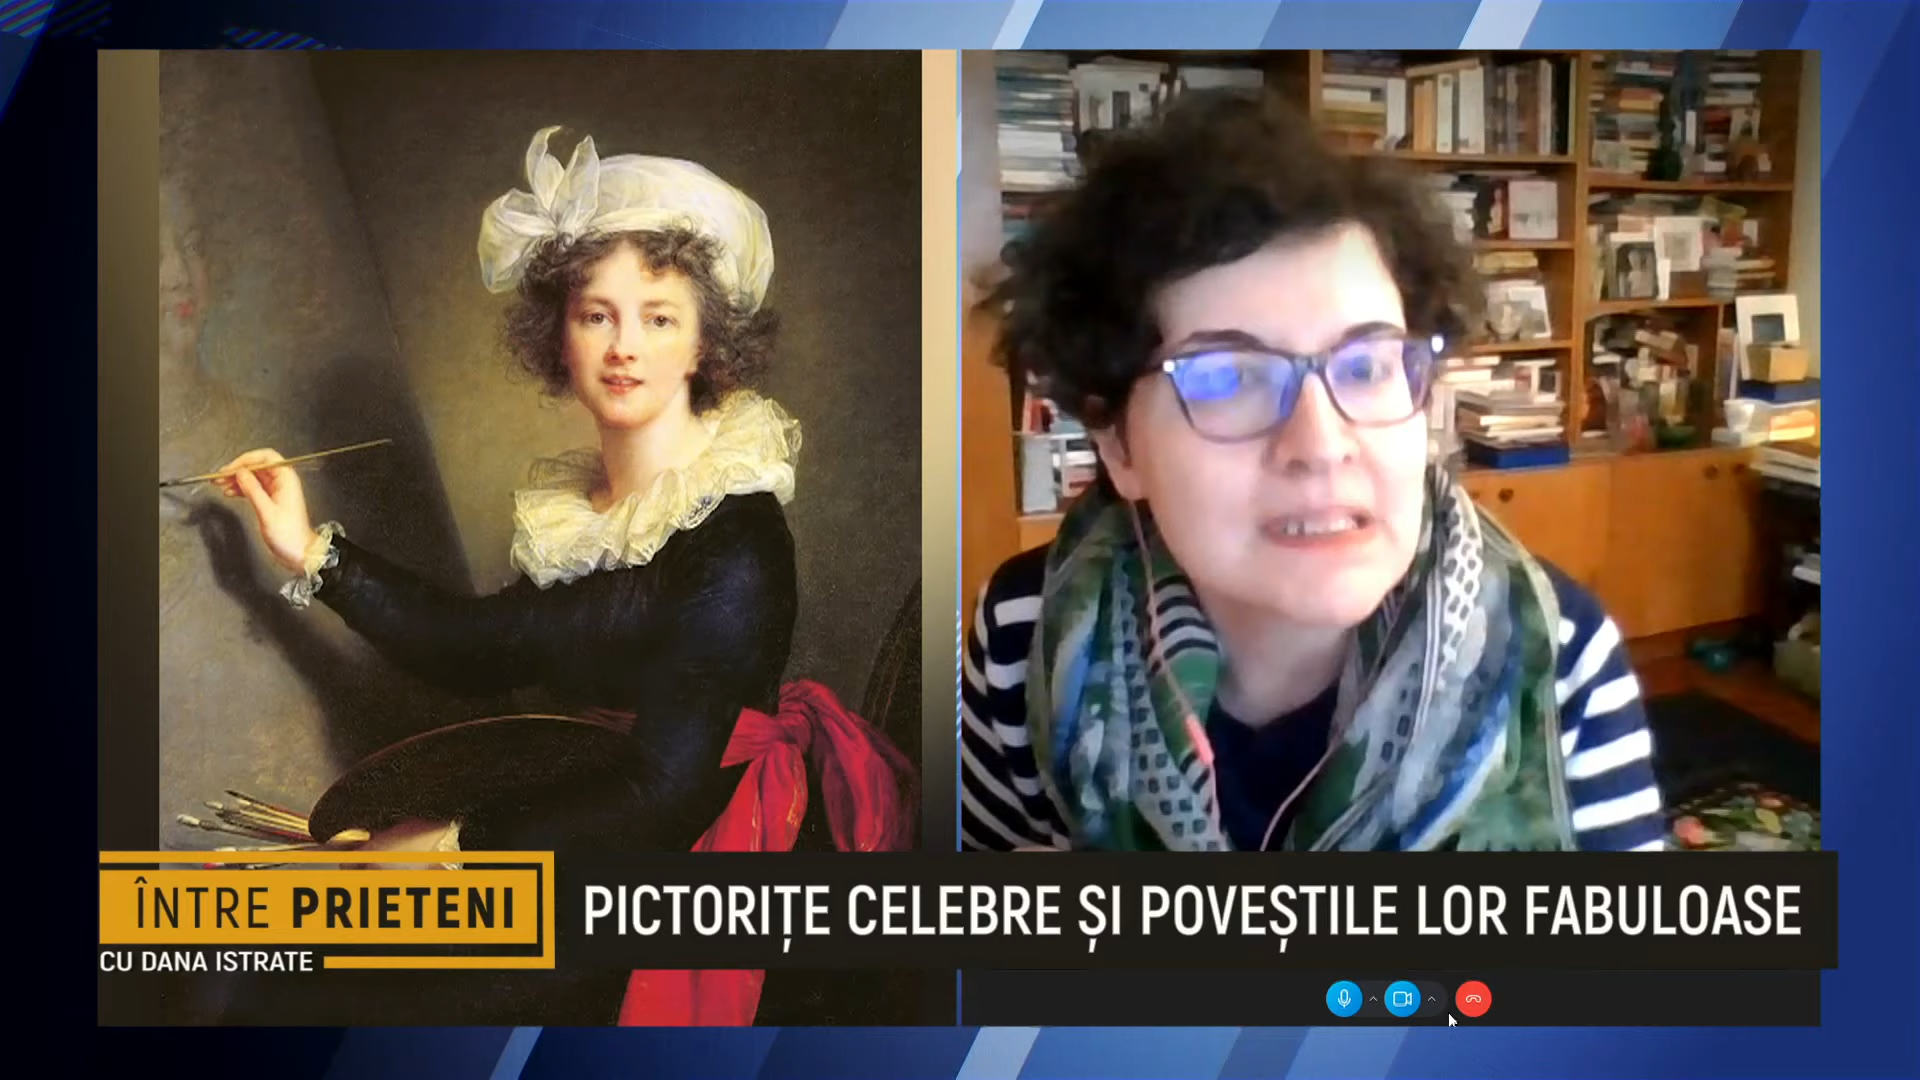 ÎNTRE PRIETENI
CU DANA ISTRATE
PICTORIȚE CELEBRE ȘI POVEȘTILE LOR FABULOASE